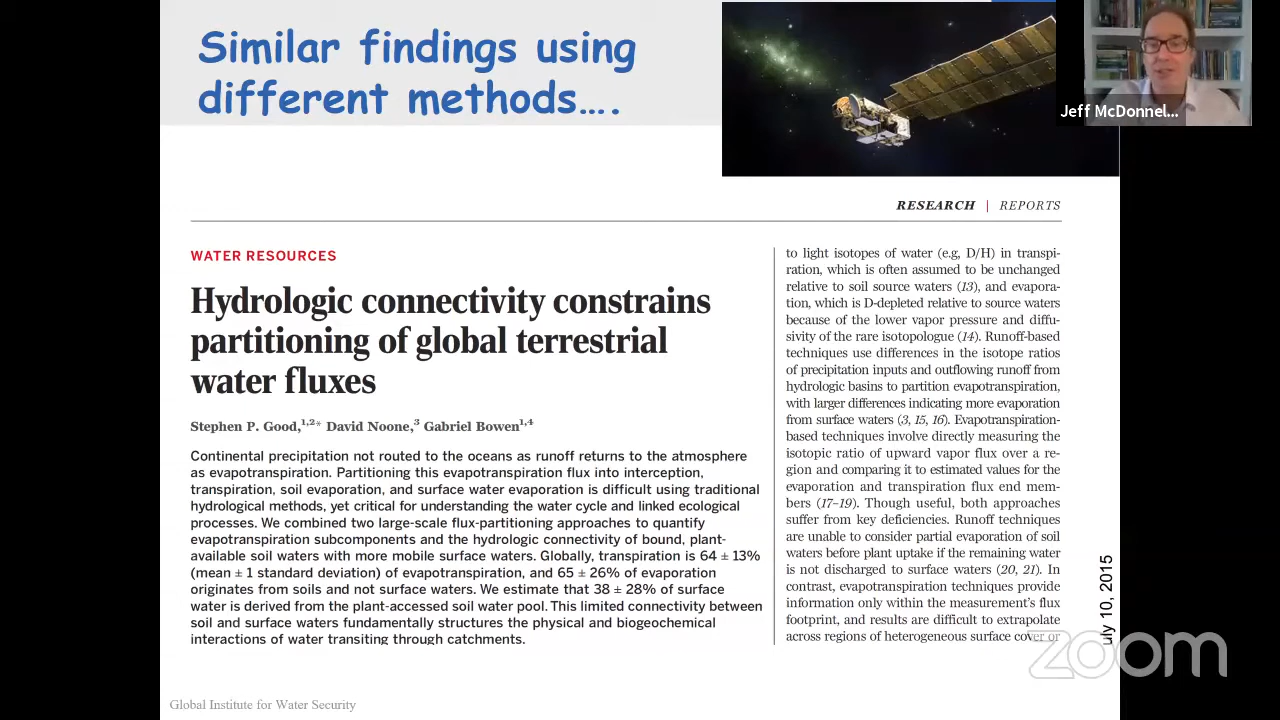 Similar findings using
different methods….
Jeff McDonnel...
RESEARCH | REPORTS
WATER RESOURCES
Hydrologic connectivity constrains
partitioning of global terrestrial
water fluxes
Stephen P. Good,1,2* David Noone,3 Gabriel Bowen1,4
Continental precipitation not routed to the oceans as runoff returns to the atmosphere
as evapotranspiration. Partitioning this evapotranspiration flux into interception,
transpiration, soil evaporation, and surface water evaporation is difficult using traditional
hydrological methods, yet critical for understanding the water cycle and linked ecological
processes. We combined two large-scale flux-partitioning approaches to quantify
evapotranspiration subcomponents and the hydrologic connectivity of bound, plant-
available soil waters with more mobile surface waters. Globally, transpiration is 64 ± 13%
(mean ± 1 standard deviation) of evapotranspiration, and 65 ± 26% of evaporation
originates from soils and not surface waters. We estimate that 38 ± 28% of surface
water is derived from the plant-accessed soil water pool. This limited connectivity between
soil and surface waters fundamentally structures the physical and biogeochemical
interactions of water transiting through catchments.
to light isotopes of water (e.g, D/H) in transpi-
ration, which is often assumed to be unchanged
relative to soil source waters (13), and evapora-
tion, which is D-depleted relative to source waters
because of the lower vapor pressure and diffu-
sivity of the rare isotopologue (14). Runoff-based
techniques use differences in the isotope ratios
of precipitation inputs and outflowing runoff from
hydrologic basins to partition evapotranspiration,
with larger differences indicating more evaporation
from surface waters (3, 15, 16). Evapotranspiration-
based techniques involve directly measuring the
isotopic ratio of upward vapor flux over a re-
gion and comparing it to estimated values for the
evaporation and transpiration flux end mem-
bers (17–19). Though useful, both approaches
suffer from key deficiencies. Runoff techniques
are unable to consider partial evaporation of soil
waters before plant uptake if the remaining water
is not discharged to surface waters (20, 21). In
contrast, evapotranspiration techniques provide
information only within the measurement's flux
footprint, and results are difficult to extrapolate
across regions of heterogeneous surface cover or
uly 10, 2015
zoom
Global Institute for Water Security